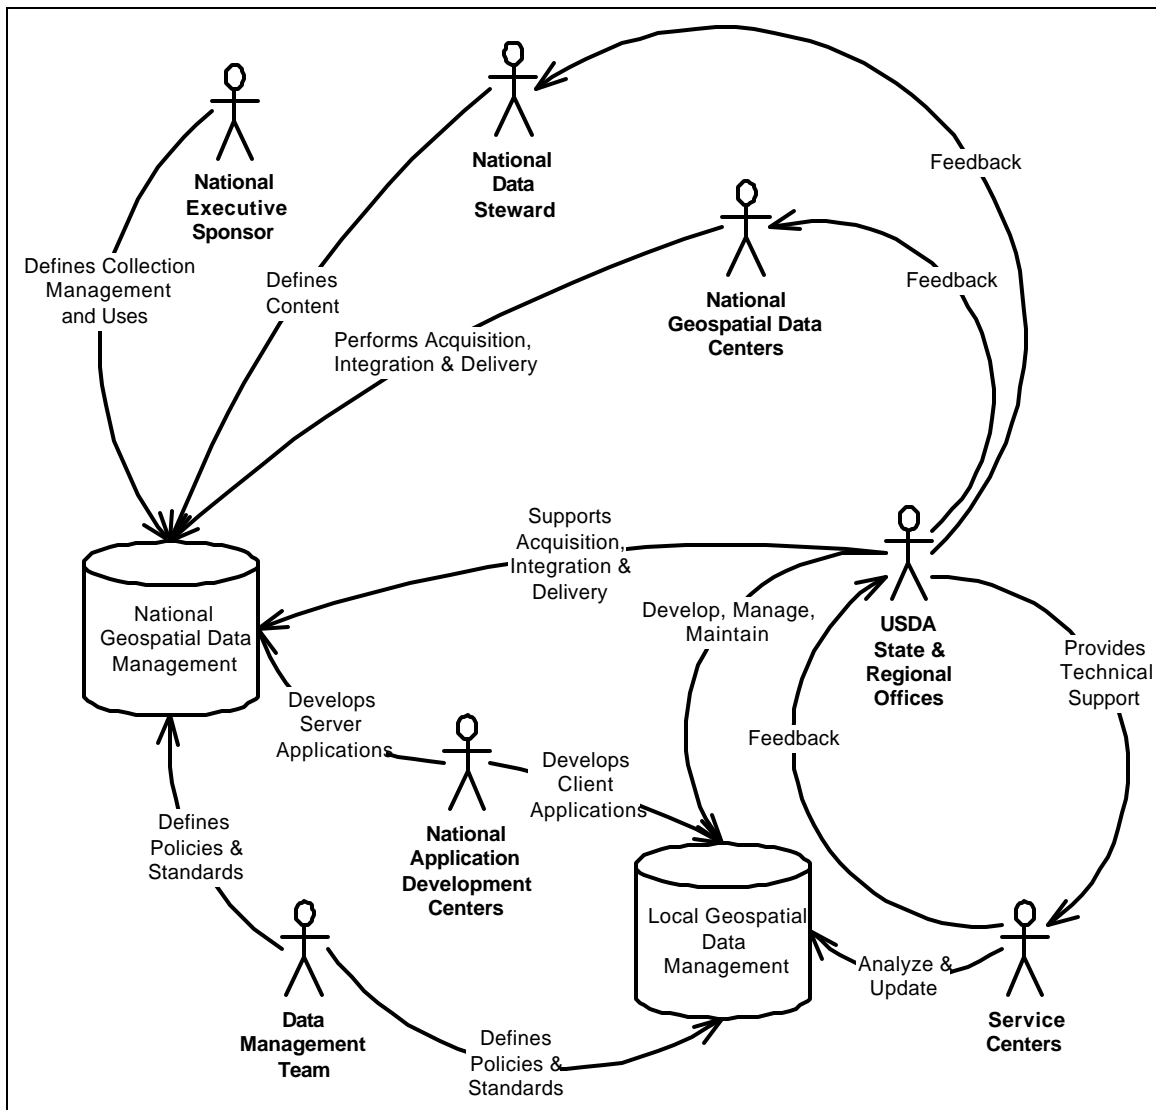 National
Executive
Sponsor
National
Data
Steward
Feedback
Defines Collection
Management
and Uses
Defines
Content
National
Geospatial Data
Centers
Feedback
Performs Acquisition,
Integration & Delivery
Supports
Acquisition,
Integration &
Delivery
National
Geospatial Data
Management
Develop, Manage,
Maintain
USDA
State &
Regional
Offices
Provides
Technical
Support
Develops
Server
Applications
Feedback
Develops
Client
Applications
Defines
Policies &
Standards
National
Application
Development
Centers
Local Geospatial
Data
Management
Analyze &
Update
Data
Management
Team
Defines
Policies &
Standards
Service
Centers